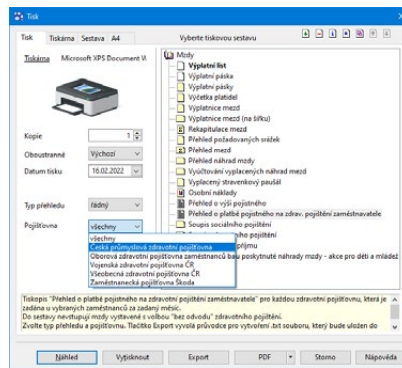 Tisk
Tisk Tiskárna Sestava A4
Vyberte tiskovou sestavu
Tiskárna Microsoft XPS Document W
Kopie 1
Oboustranné Výchozí
Datum tisku 16.02.2022
Typ přehledu řádný
Pojišťovna všechny
všechny
Česká průmyslová zdravotní pojišťovna
Oborová zdravotní pojišťovna zaměstnanců bau
Vojenská zdravotní pojišťovna ČR
Všeobecná zdravotní pojišťovna ČR
Zaměstnanecká pojišťovna Škoda
Mzdy
Výplatní list
Výplatní páska
Výplatní pásky
Výčetka platidel
Výplatnice mezd
Výplatnice mezd (na šířku)
Rekapitulace mezd
Přehled požadovaných srážek
Přehled mezd
Přehled náhrad mzdy
Vyúčtování vyplacených náhrad mezd
Vyplacený stravenkový paušál
Osobní náklady
Přehled o výši pojistného
Přehled o platbě pojistného na zdrav. pojištění zaměstnavatele
Soupis sociálního pojištění
pojištění
příjmu
poskytnuté náhrady mzdy - akce pro děti a mládež
Tiskopis "Přehled o platbě pojistného na zdravotní pojištění zaměstnavatele" pro každou zdravotní pojišťovnu, která je
zadána u vybraných zaměstnanců za zadaný měsíc.
Do sestavy nevstupují mzdy vystavené s volbou "bez odvodu" zdravotního pojištění.
Zvolte typ přehledu a pojišťovnu. Tlačítko Export vyvolá průvodce pro vytvoření .txt souboru, který bude uložen do
Náhled Vytisknout Export PDF Storno Nápověda